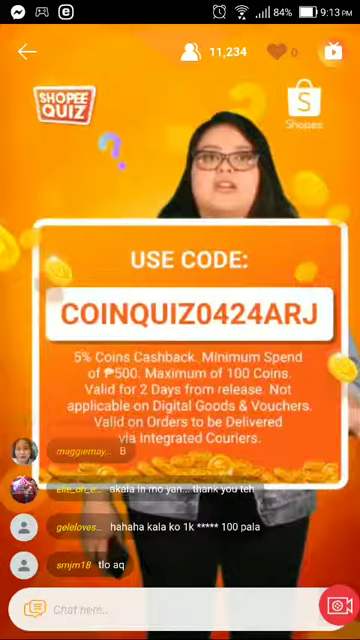 84% 9:13 PM
11,234 0
SHOPEE
QUIZ
S
Shopee
?
USE CODE:
COINQUIZ0424ARJ
5% Coins Cashback. Minimum Spend
of ₱500. Maximum of 100 Coins.
Valid for 2 Days from release. Not
applicable on Digital Goods & Vouchers.
Valid on Orders to be Delivered
via Integrated Couriers.
maggiemay... B
elle_oh_e... akala in mo yan... thank you teh
geleloves... hahaha kala ko 1k ***** 100 pala
smjm18 tlo aq
Chat here..